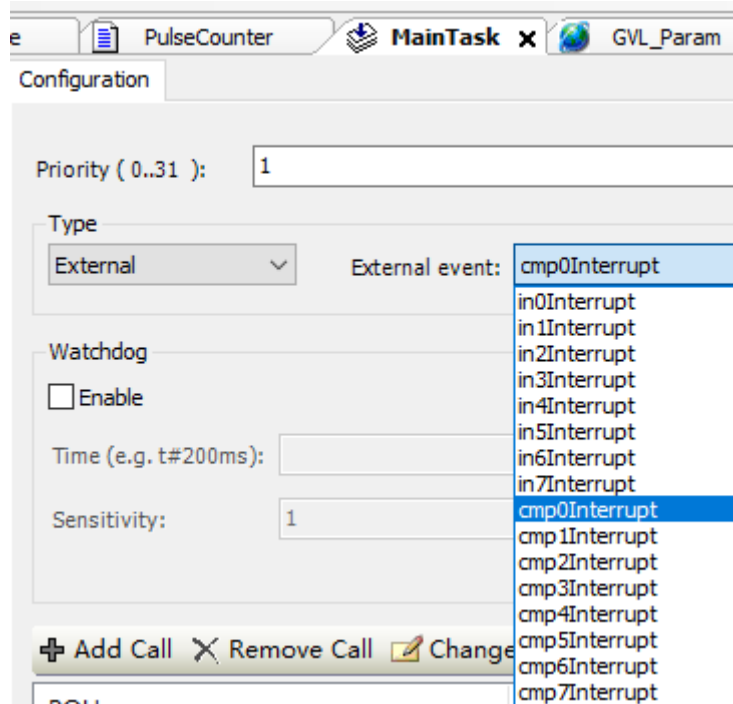 e PulseCounter MainTask GVL_Param
Configuration
Priority ( 0..31 ): 1
Type
External External event: cmp0Interrupt
in0Interrupt
in1Interrupt
Watchdog in2Interrupt
in3Interrupt
Enable in4Interrupt
in5Interrupt
Time (e.g. t#200ms): in6Interrupt
in7Interrupt
Sensitivity: 1 cmp0Interrupt
cmp1Interrupt
cmp2Interrupt
cmp3Interrupt
cmp4Interrupt
Add Call Remove Call Change cmp5Interrupt
cmp6Interrupt
cmp7Interrupt